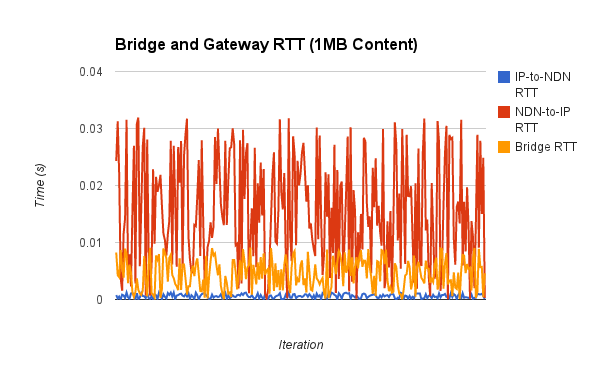 Bridge and Gateway RTT (1MB Content)
0.04
0.03
0.02
0.01
0
Time (s)
Iteration
IP-to-NDN
RTT
NDN-to-IP
RTT
Bridge RTT